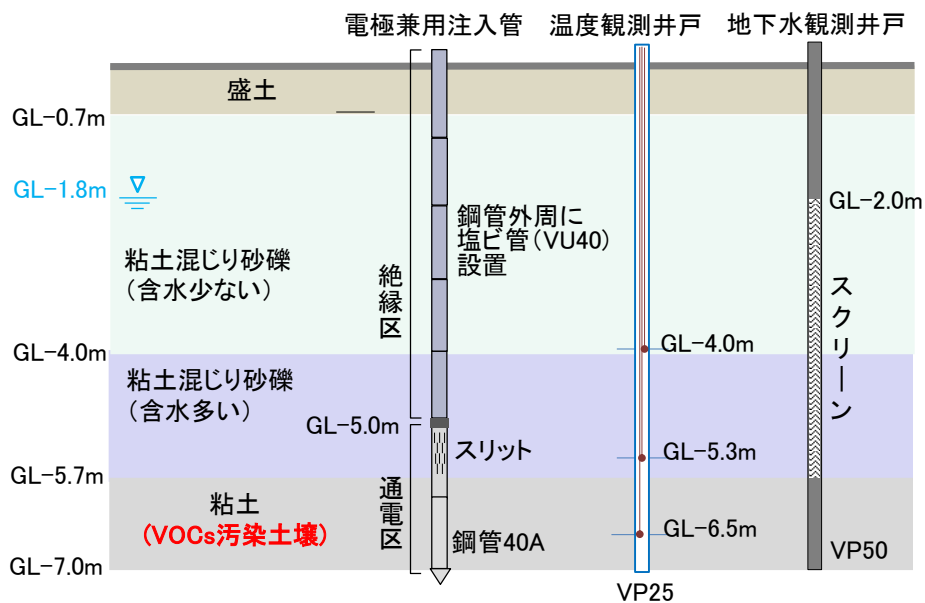 電極兼用注入管
温度観測井戸
地下水観測井戸
盛土
GL-0.7m
GL-1.8m
GL-2.0m
鋼管外周に
塩ビ管(VU40)
設置
粘土混じり砂礫
(含水少ない)
絶縁区
スクリーン
GL-4.0m
GL-4.0m
粘土混じり砂礫
(含水多い)
GL-5.0m
スリット
GL-5.3m
GL-5.7m
通電区
粘土
(VOCs汚染土壌)
GL-6.5m
鋼管40A
VP50
GL-7.0m
VP25